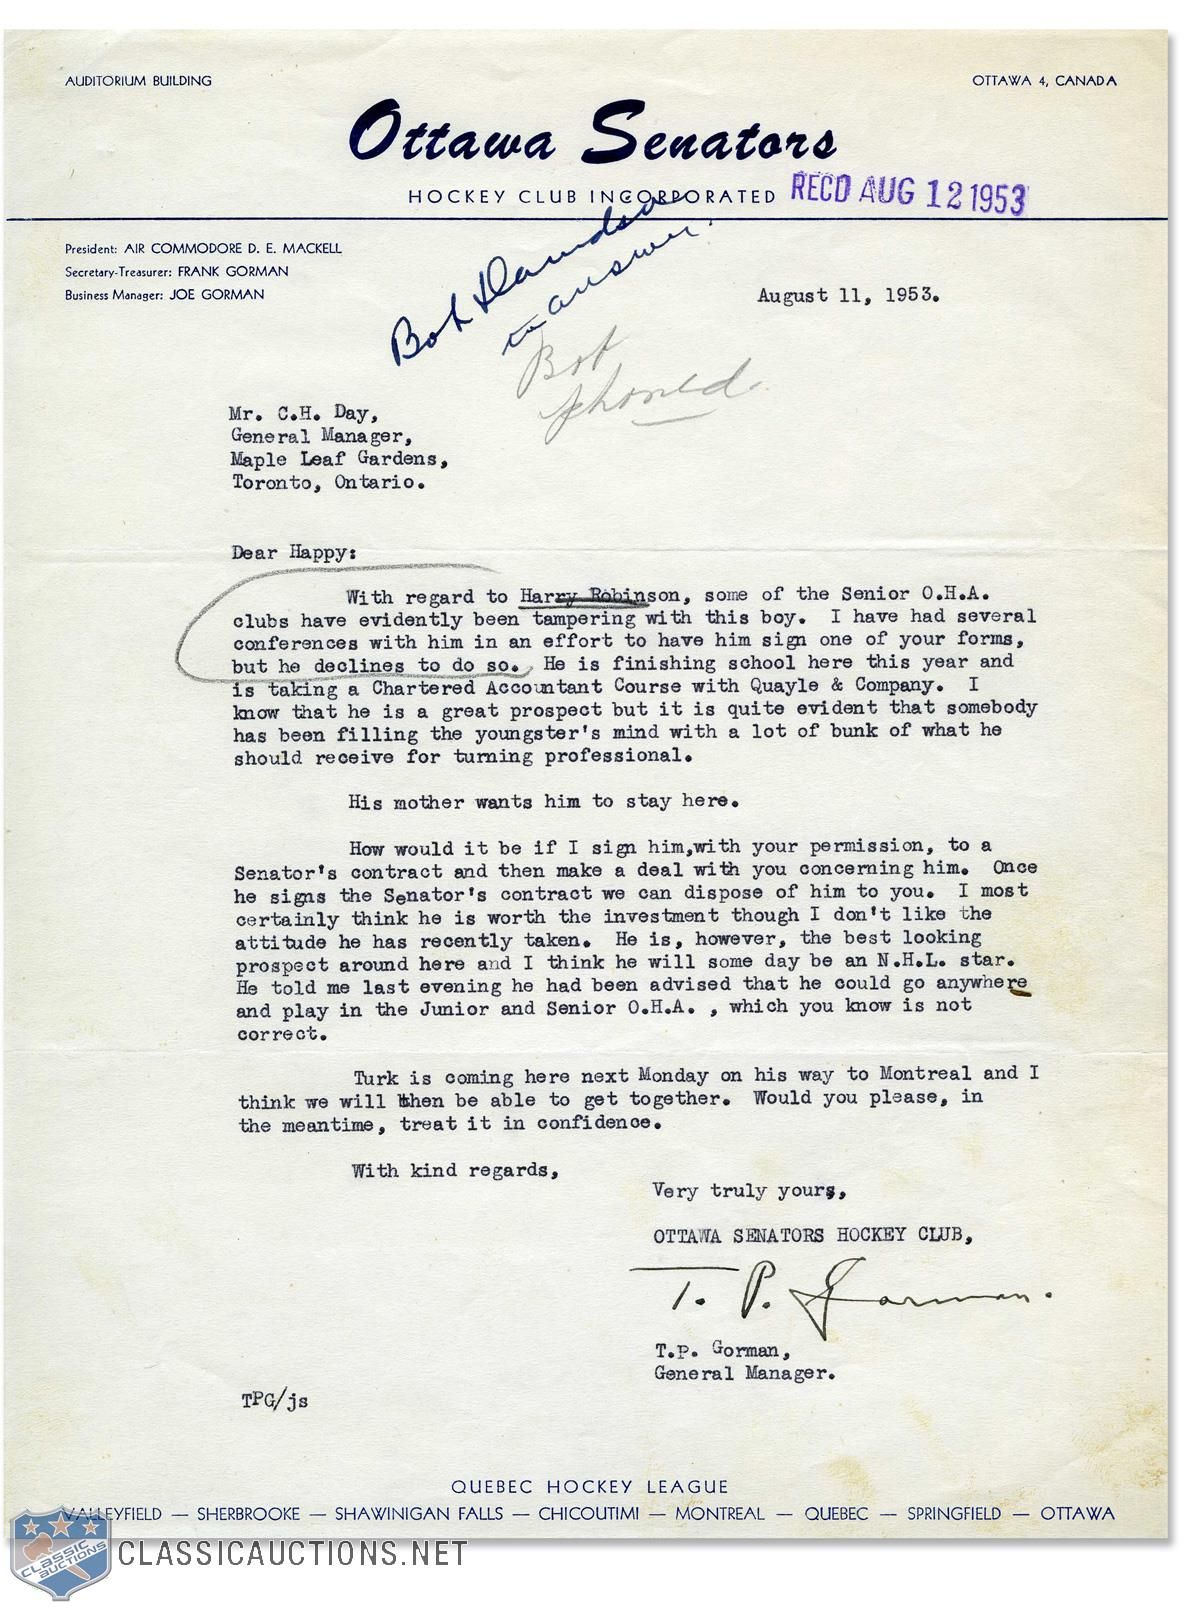 AUDITORIUM BUILDING
OTTAWA 4, CANADA
Ottawa Senators
HOCKEY CLUB INCORPORATED
RECD AUG 12 1953
President: AIR COMMODORE D. E. MACKELL
Secretary-Treasurer: FRANK GORMAN
Business Manager: JOE GORMAN
Bob Davidson
to answer.
Bob
phoned
August 11, 1953.
Mr. C.H. Day,
General Manager,
Maple Leaf Gardens,
Toronto, Ontario.
Dear Happy:
With regard to Harry Robinson, some of the Senior O.H.A.
clubs have evidently been tampering with this boy. I have had several
conferences with him in an effort to have him sign one of your forms,
but he declines to do so. He is finishing school here this year and
is taking a Chartered Accountant Course with Quayle & Company. I
know that he is a great prospect but it is quite evident that somebody
has been filling the youngster's mind with a lot of bunk of what he
should receive for turning professional.
His mother wants him to stay here.
How would it be if I sign him,with your permission, to a
Senator's contract and then make a deal with you concerning him. Once
he signs the Senator's contract we can dispose of him to you. I most
certainly think he is worth the investment though I don't like the
attitude he has recently taken. He is, however, the best looking
prospect around here and I think he will some day be an N.H.L. star.
He told me last evening he had been advised that he could go anywhere
and play in the Junior and Senior O.H.A. , which you know is not
correct.
Turk is coming here next Monday on his way to Montreal and I
think we will then be able to get together. Would you please, in
the meantime, treat it in confidence.
With kind regards,
Very truly yours,
OTTAWA SENATORS HOCKEY CLUB,
T. P. Gorman.
T.P. Gorman,
General Manager.
TPG/js
QUEBEC HOCKEY LEAGUE
VALLEYFIELD — SHERBROOKE — SHAWINIGAN FALLS — CHICOUTIMI — MONTREAL — QUEBEC — SPRINGFIELD — OTTAWA
CLASSIC AUCTIONS
CLASSICAUCTIONS.NET